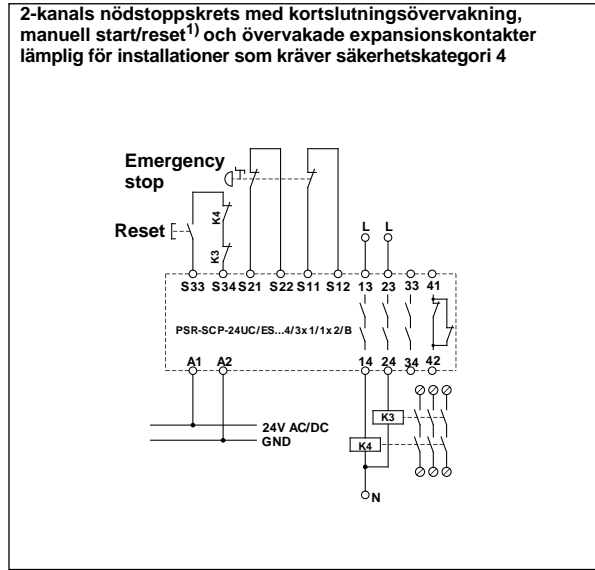 2-kanals nödstoppskrets med kortslutningsövervakning,
manuell start/reset1) och övervakade expansionskontakter
lämplig för installationer som kräver säkerhetskategori 4
Emergency
stop
K4
Reset
K3
L L
S33 S34 S21 S22 S11 S12 13 23 33 41
PSR-SCP-24UC/ES...4/3x1/1x2/B
A1 A2 14 24 34 42
K3
24V AC/DC
GND
K4
N